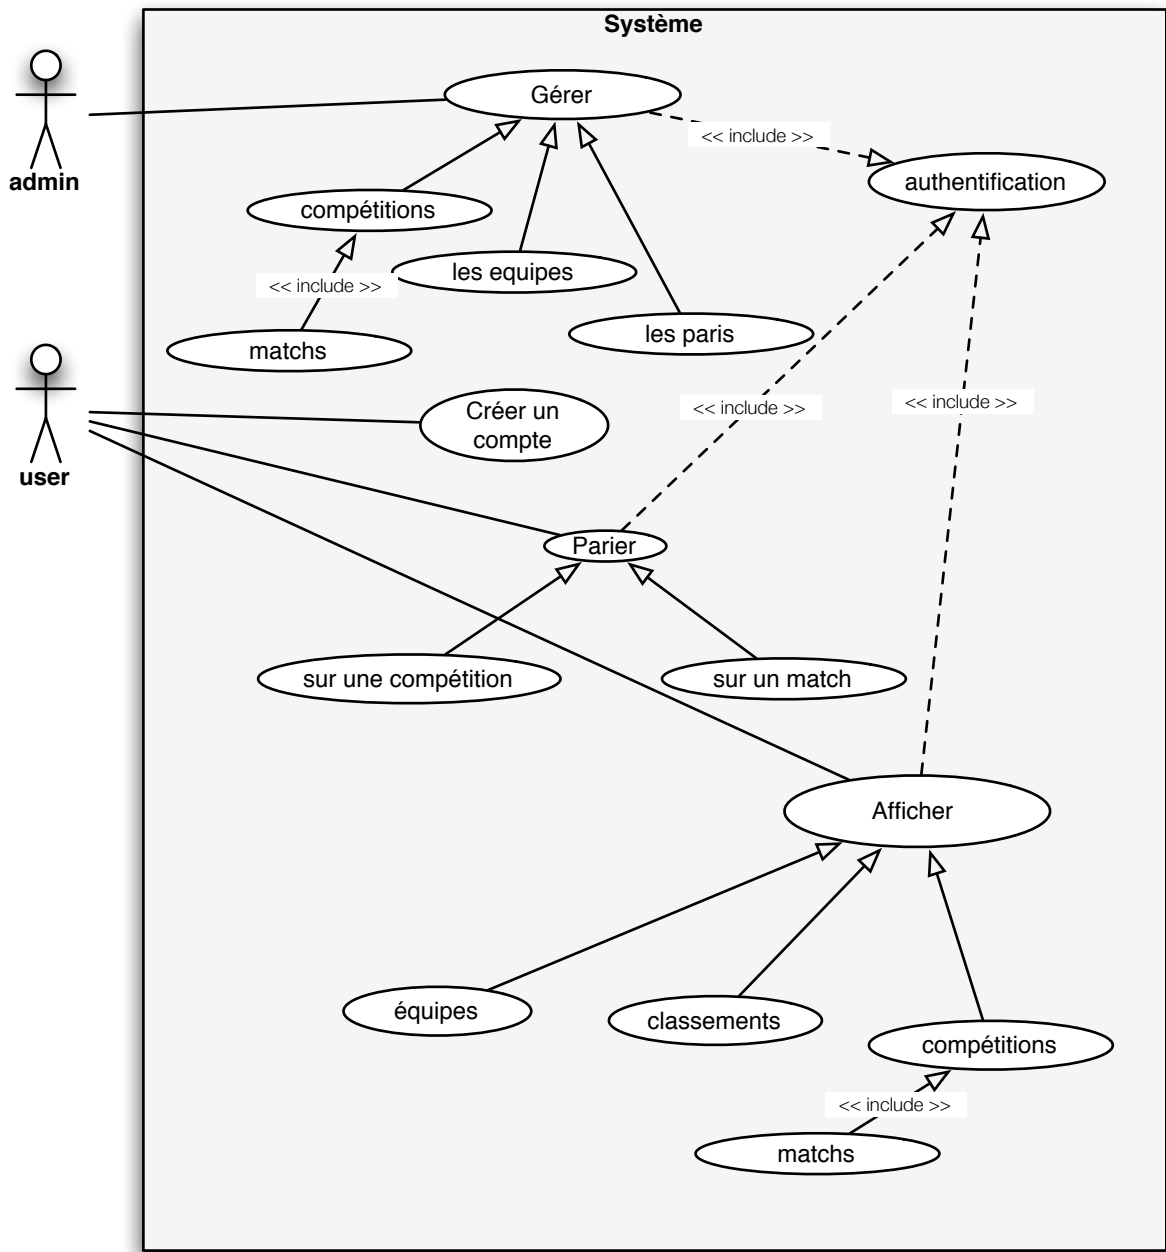 Système
Gérer
<< include >>
admin
authentification
compétitions
les equipes
<< include >>
les paris
matchs
Créer un
compte
<< include >>
<< include >>
user
Parier
sur une compétition
sur un match
Afficher
équipes
classements
compétitions
<< include >>
matchs